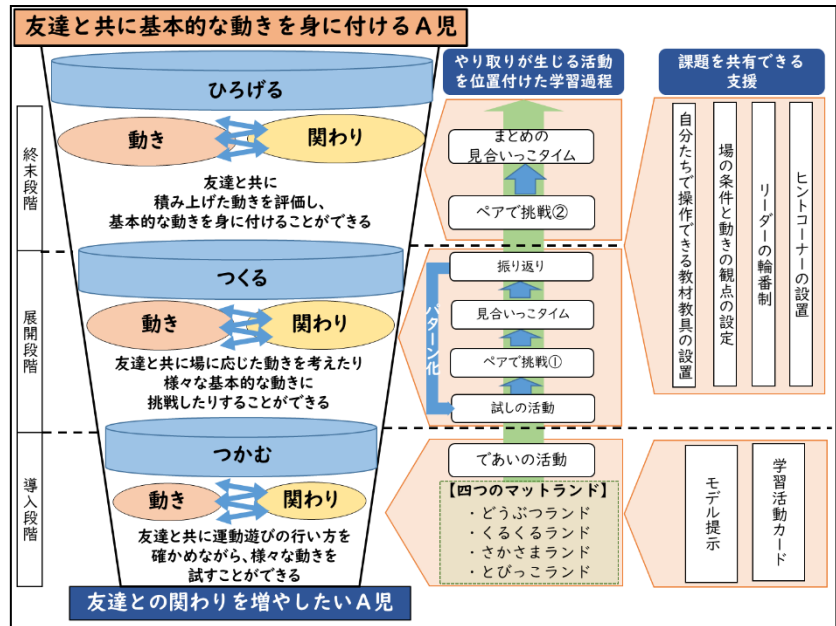 友達と共に基本的な動きを身に付けるA児
やり取りが生じる活動
を位置付けた学習過程
課題を共有できる
支援
終末段階
ひろげる
動き
関わり
友達と共に
積み上げた動きを評価し、
基本的な動きを身に付けることができる
まとめの
見合いっこタイム
ペアで挑戦②
自分たちで操作できる教材教具の設置
場の条件と動きの観点の設定
リーダーの輪番制
ヒントコーナーの設置
展開段階
つくる
動き
関わり
友達と共に場に応じた動きを考えたり
様々な基本的な動きに
挑戦したりすることができる
パターン化
振り返り
見合いっこタイム
ペアで挑戦①
試しの活動
導入段階
つかむ
動き
関わり
友達と共に運動遊びの行い方を
確かめながら、様々な動きを
試すことができる
であいの活動
【四つのマットランド】
・どうぶつランド
・くるくるランド
・さかさまランド
・とびっこランド
モデル提示
学習活動カード
友達との関わりを増やしたいA児